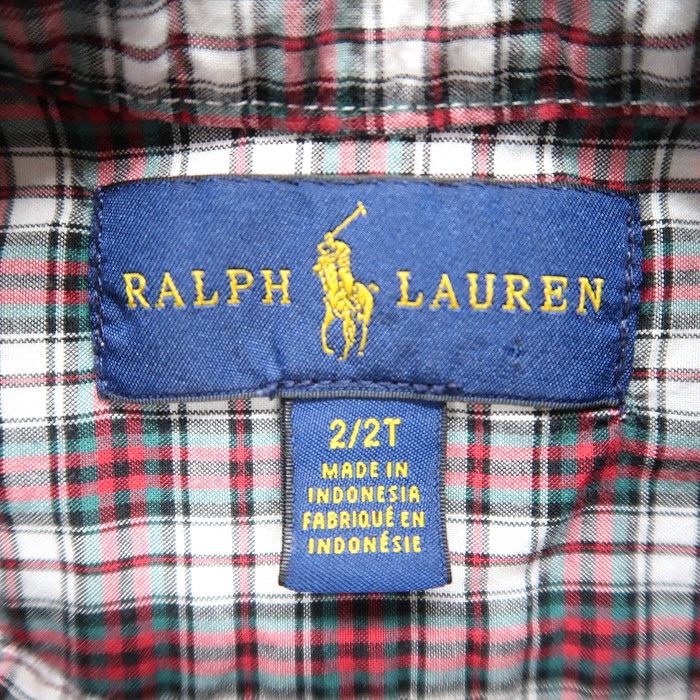 RALPH LAUREN
2/2T
MADE IN
INDONESIA
FABRIQUÉ EN
INDONÉSIE